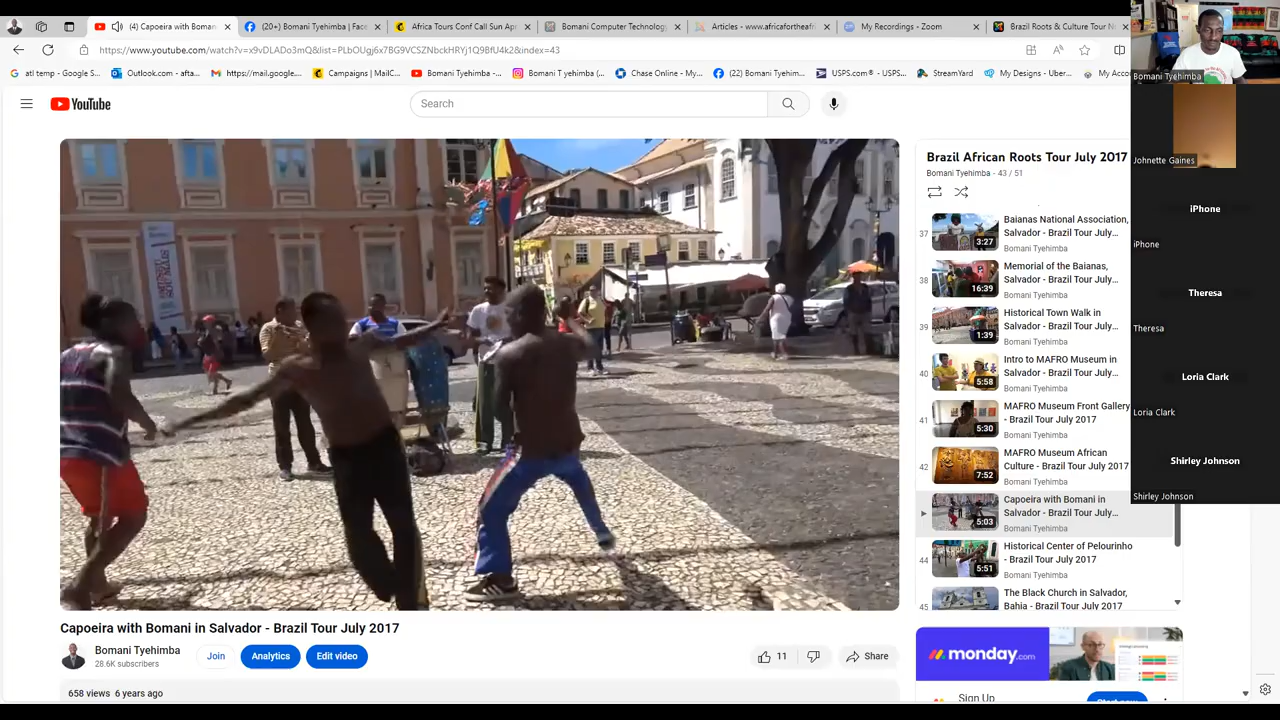 (4) Capoeira with Boman
(20+) Bomani Tyehimba | Face
Africa Tours Conf Call Sun Ap
Bomani Computer Technology
Articles - www.africafortheafri
My Recordings - Zoom
Brazil Roots & Culture Tour N
https://www.youtube.com/watch?v=x9vDLADo3mQ&list=PLbOUgj6x7BG9VCSZNbckHRYj1Q9BfU4k2&index=43
atl temp - Google S...
Outlook.com - afta...
https://mail.google....
Campaigns | MailC...
Bomani Tyehimba -...
Bomani T yehimba (...
Chase Online - My...
(22) Bomani Tyehim...
USPS.com® - USPS...
StreamYard
My Designs - Uber...
My Accou
YouTube
Search
Brazil African Roots Tour July 2017
Bomani Tyehimba - 43 / 51
37
Baianas National Association,
Salvador - Brazil Tour July...
Bomani Tyehimba
3:27
38
Memorial of the Baianas,
Salvador - Brazil Tour July...
Bomani Tyehimba
16:39
39
Historical Town Walk in
Salvador - Brazil Tour July...
Bomani Tyehimba
1:39
40
Intro to MAFRO Museum in
Salvador - Brazil Tour July...
Bomani Tyehimba
5:58
41
MAFRO Museum Front Gallery
- Brazil Tour July 2017
Bomani Tyehimba
5:30
42
MAFRO Museum African
Culture - Brazil Tour July 2017
Bomani Tyehimba
7:52
Capoeira with Bomani in
Salvador - Brazil Tour July...
Bomani Tyehimba
5:03
44
Historical Center of Pelourinho
- Brazil Tour July 2017
Bomani Tyehimba
5:51
45
The Black Church in Salvador,
Bahia - Brazil Tour July 2017
Bomani Tyehimba
Johnette Gaines
iPhone
iPhone
Theresa
Theresa
Loria Clark
Loria Clark
Shirley Johnson
Shirley Johnson
Capoeira with Bomani in Salvador - Brazil Tour July 2017
Bomani Tyehimba
28.6K subscribers
Join
Analytics
Edit video
11
Share
658 views 6 years ago
monday.com
Sign Up